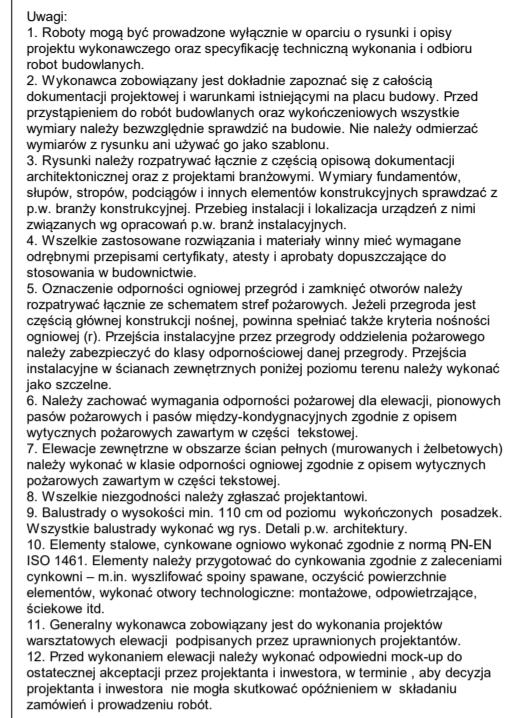 Uwagi:
1. Roboty mogą być prowadzone wyłącznie w oparciu o rysunki i opisy
projektu wykonawczego oraz specyfikację techniczną wykonania i odbioru
robot budowlanych.
2. Wykonawca zobowiązany jest dokładnie zapoznać się z całością
dokumentacji projektowej i warunkami istniejącymi na placu budowy. Przed
przystąpieniem do robót budowlanych oraz wykończeniowych wszystkie
wymiary należy bezwzględnie sprawdzić na budowie. Nie należy odmierzać
wymiarów z rysunku ani używać go jako szablonu.
3. Rysunki należy rozpatrywać łącznie z częścią opisową dokumentacji
architektonicznej oraz z projektami branżowymi. Wymiary fundamentów,
słupów, stropów, podciągów i innych elementów konstrukcyjnych sprawdzać z
p.w. branży konstrukcyjnej. Przebieg instalacji i lokalizacja urządzeń z nimi
związanych wg opracowań p.w. branż instalacyjnych.
4. Wszelkie zastosowane rozwiązania i materiały winny mieć wymagane
odrębnymi przepisami certyfikaty, atesty i aprobaty dopuszczające do
stosowania w budownictwie.
5. Oznaczenie odporności ogniowej przegród i zamknięć otworów należy
rozpatrywać łącznie ze schematem stref pożarowych. Jeżeli przegroda jest
częścią głównej konstrukcji nośnej, powinna spełniać także kryteria nośności
ogniowej (r). Przejścia instalacyjne przez przegrody oddzielenia pożarowego
należy zabezpieczyć do klasy odpornościowej danej przegrody. Przejścia
instalacyjne w ścianach zewnętrznych poniżej poziomu terenu należy wykonać
jako szczelne.
6. Należy zachować wymagania odporności pożarowej dla elewacji, pionowych
pasów pożarowych i pasów między-kondygnacyjnych zgodnie z opisem
wytycznych pożarowych zawartym w części tekstowej.
7. Elewacje zewnętrzne w obszarze ścian pełnych (murowanych i żelbetowych)
należy wykonać w klasie odporności ogniowej zgodnie z opisem wytycznych
pożarowych zawartym w części tekstowej.
8. Wszelkie niezgodności należy zgłaszać projektantowi.
9. Balustrady o wysokości min. 110 cm od poziomu wykończonych posadzek.
Wszystkie balustrady wykonać wg rys. Detali p.w. architektury.
10. Elementy stalowe, cynkowane ogniowo wykonać zgodnie z normą PN-EN
ISO 1461. Elementy należy przygotować do cynkowania zgodnie z zaleceniami
cynkowni – m.in. wyszlifować spoiny spawane, oczyścić powierzchnie
elementów, wykonać otwory technologiczne: montażowe, odpowietrzające,
ściekowe itd.
11. Generalny wykonawca zobowiązany jest do wykonania projektów
warsztatowych elewacji podpisanych przez uprawnionych projektantów.
12. Przed wykonaniem elewacji należy wykonać odpowiedni mock-up do
ostatecznej akceptacji przez projektanta i inwestora, w terminie , aby decyzja
projektanta i inwestora nie mogła skutkować opóźnieniem w składaniu
zamówień i prowadzeniu robót.